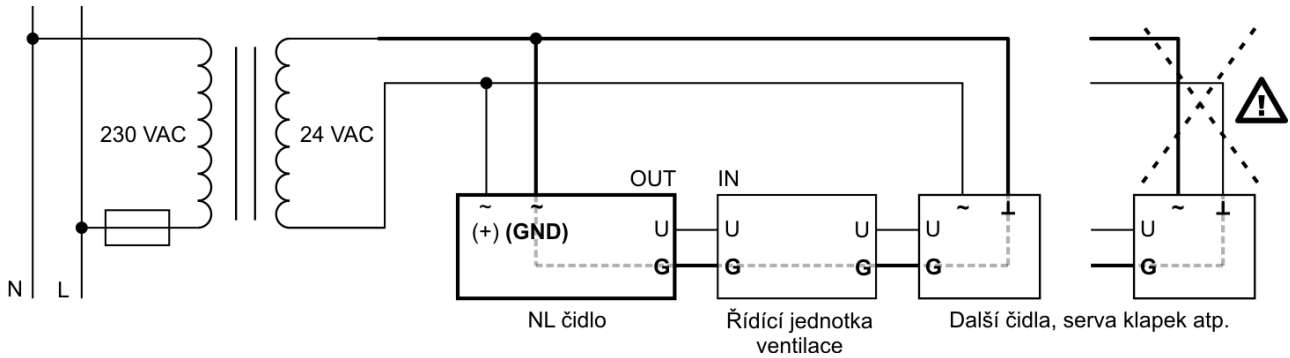 230 VAC
24 VAC
OUT
IN
~
~
(+) (GND)
U
G
U
G
U
G
~
⊥
U
G
~
⊥
U
G
N
L
NL čidlo
Řídící jednotka
ventilace
Další čidla, serva klapek atp.